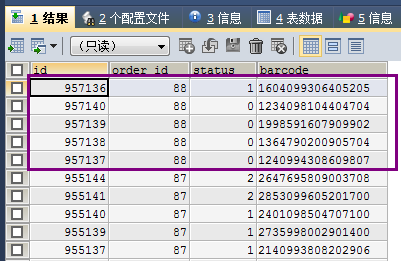 1 结果 2 个配置文件 3 信息 4 表数据 5 信息
(只读)
id order_id status barcode
957136 88 1 1604099306405205
957140 88 0 1234098104404704
957139 88 0 1998591607909902
957138 88 0 1364790200905704
957137 88 0 1240994308609807
955144 87 2 2647695809003708
955141 87 2 2853099605201700
955140 87 1 2401098504707100
955139 87 1 2735998002901400
955137 87 1 2140993808202906